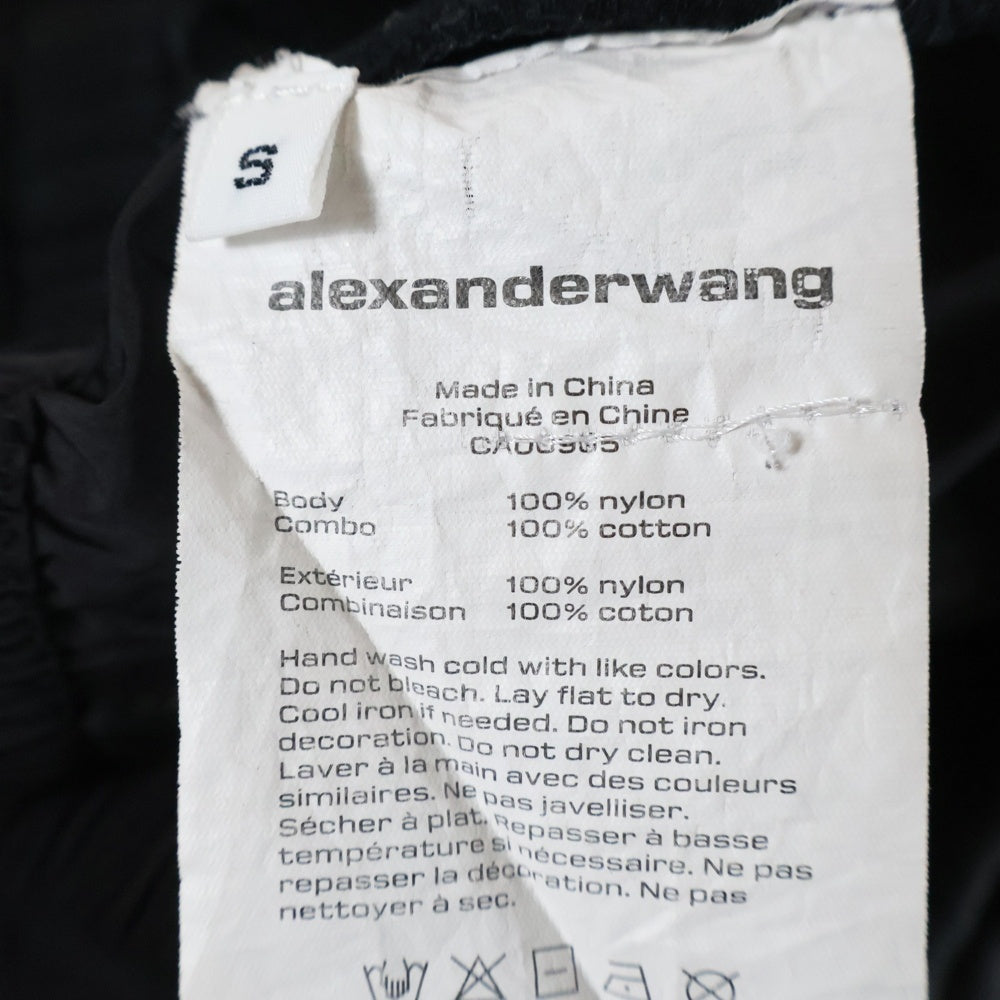 S
alexanderwang
Made in China
Fabriqué en Chine
Body 100% nylon
Combo 100% cotton
Extérieur 100% nylon
Combinaison 100% coton
Hand wash cold with like colors.
Do not bleach. Lay flat to dry.
Cool iron if needed. Do not iron
decoration. Do not dry clean.
Laver à la main avec des couleurs
similaires. Ne pas javelliser.
Sécher à plat. Repasser à basse
température si nécessaire. Ne pas
repasser la décoration. Ne pas
nettoyer à sec.